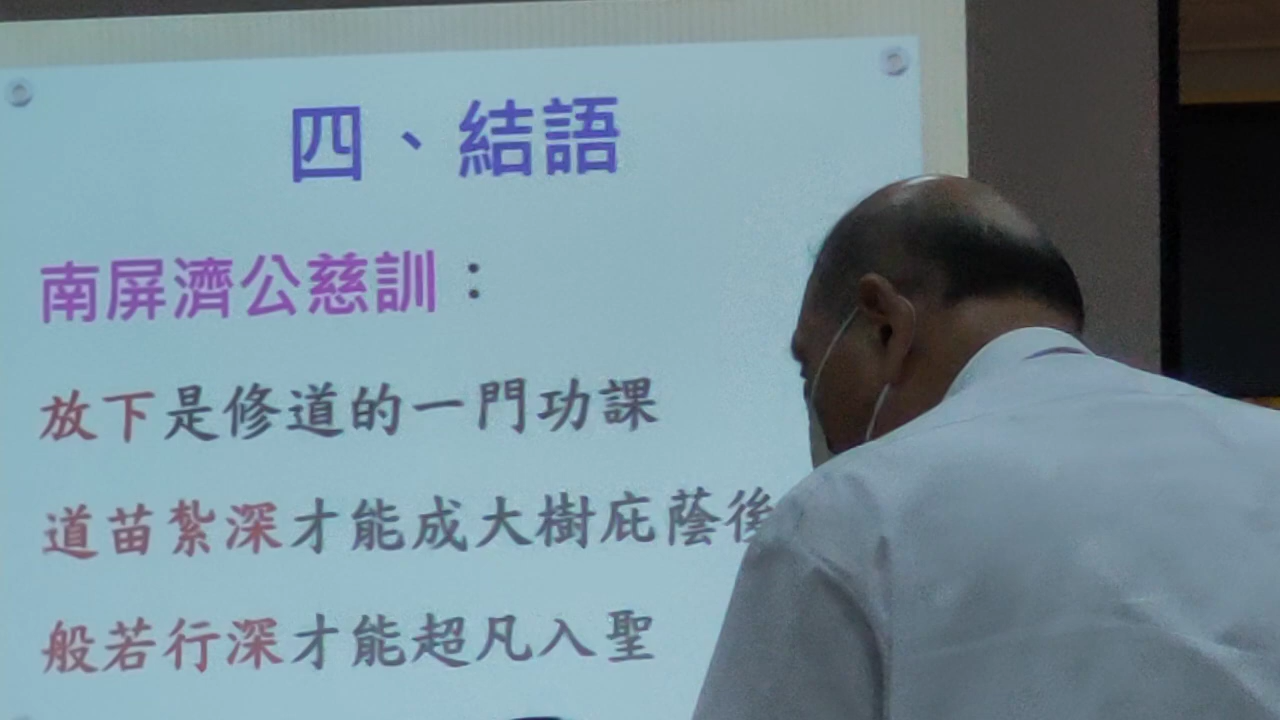 四、結語
南屏濟公慈訓：
放下是修道的一門功課
道苗紮深才能成大樹庇蔭後
般若行深才能超凡入聖